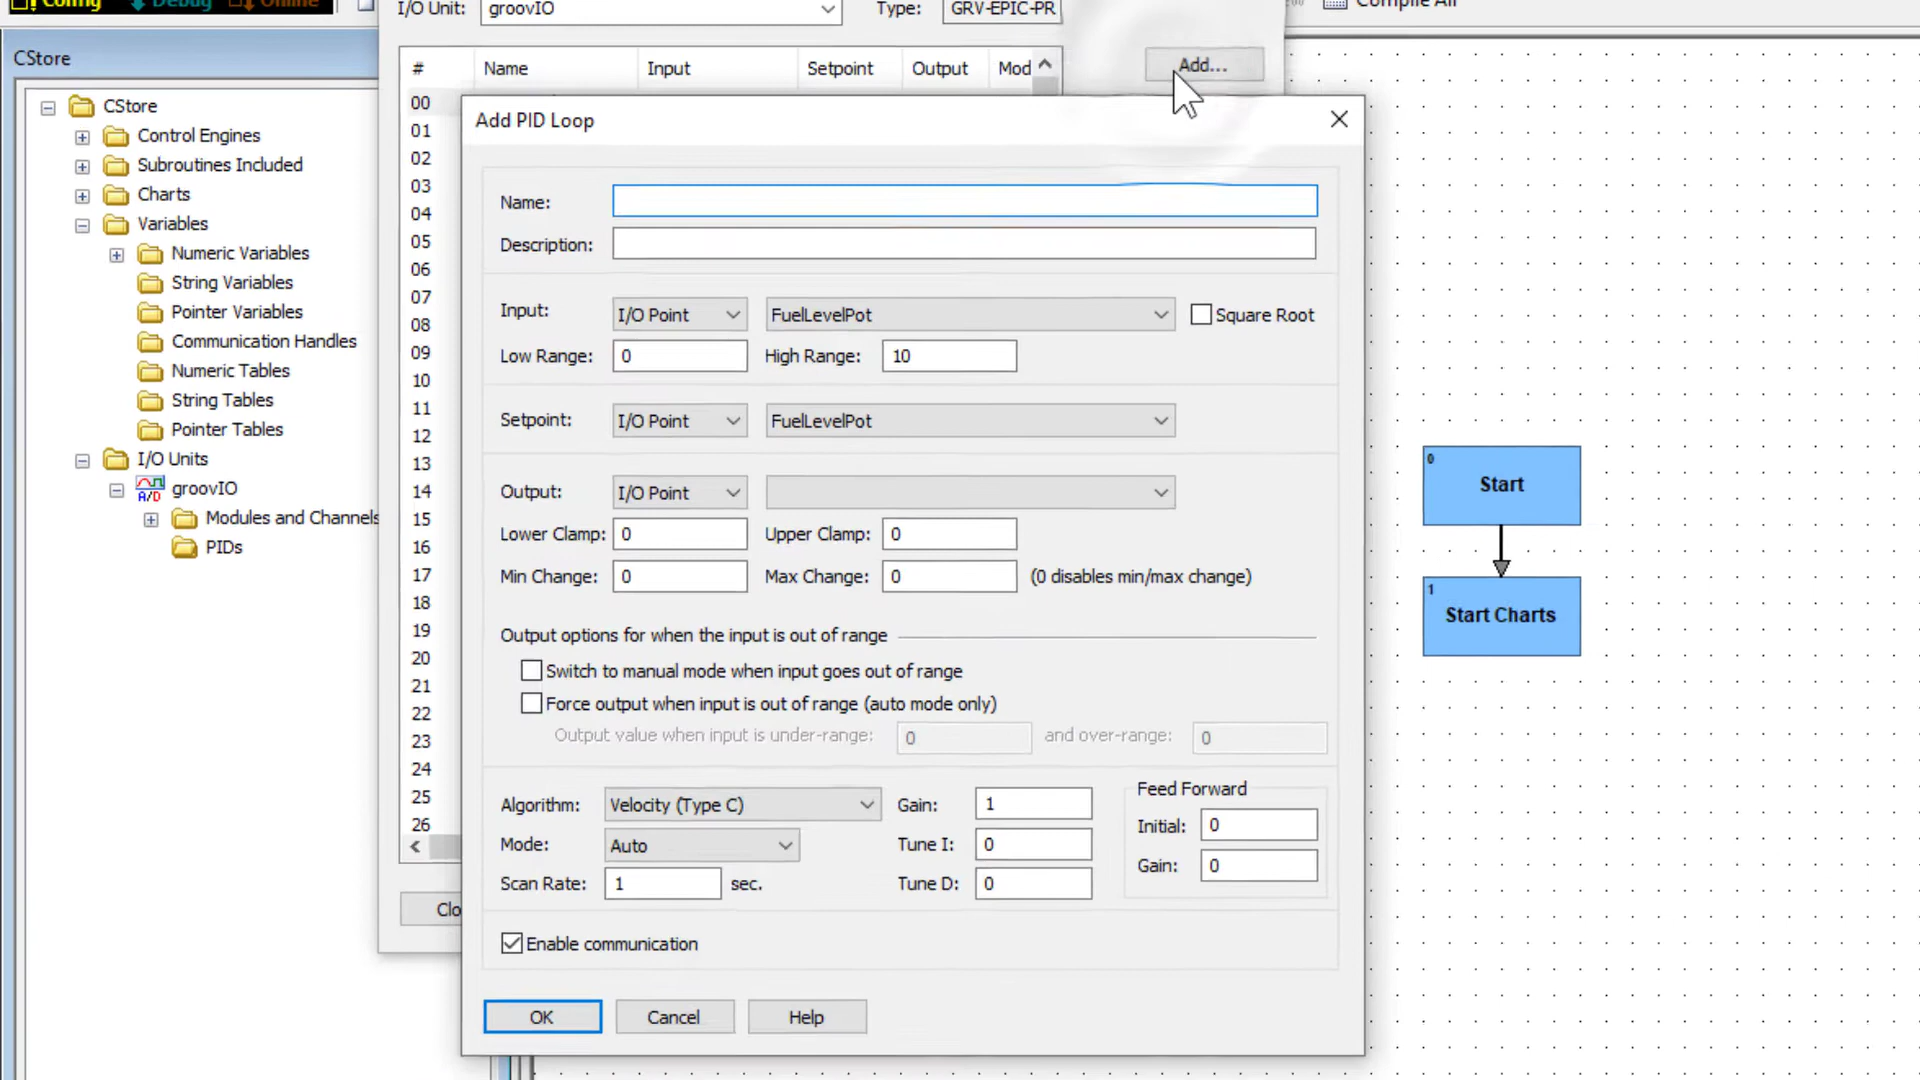 Config Debug Online Compile All
I/O Unit: groovIO Type: GRV-EPIC-PR
CStore
# Name Input Setpoint Output Mod
Add...
00
01
02
03
04
05
06
07
08
09
10
11
12
13
14
15
16
17
18
19
20
21
22
23
24
25
26
Clo
CStore
Control Engines
Subroutines Included
Charts
Variables
Numeric Variables
String Variables
Pointer Variables
Communication Handles
Numeric Tables
String Tables
Pointer Tables
I/O Units
groovIO
Modules and Channels
PIDs
Add PID Loop
Name:
Description:
Input: I/O Point FuelLevelPot Square Root
Low Range: 0 High Range: 10
Setpoint: I/O Point FuelLevelPot
Output: I/O Point
Lower Clamp: 0 Upper Clamp: 0
Min Change: 0 Max Change: 0 (0 disables min/max change)
Output options for when the input is out of range
Switch to manual mode when input goes out of range
Force output when input is out of range (auto mode only)
Output value when input is under-range: 0 and over-range: 0
Algorithm: Velocity (Type C) Gain: 1
Mode: Auto Tune I: 0
Scan Rate: 1 sec. Tune D: 0
Feed Forward
Initial: 0
Gain: 0
Enable communication
OK Cancel Help
0
Start
1
Start Charts